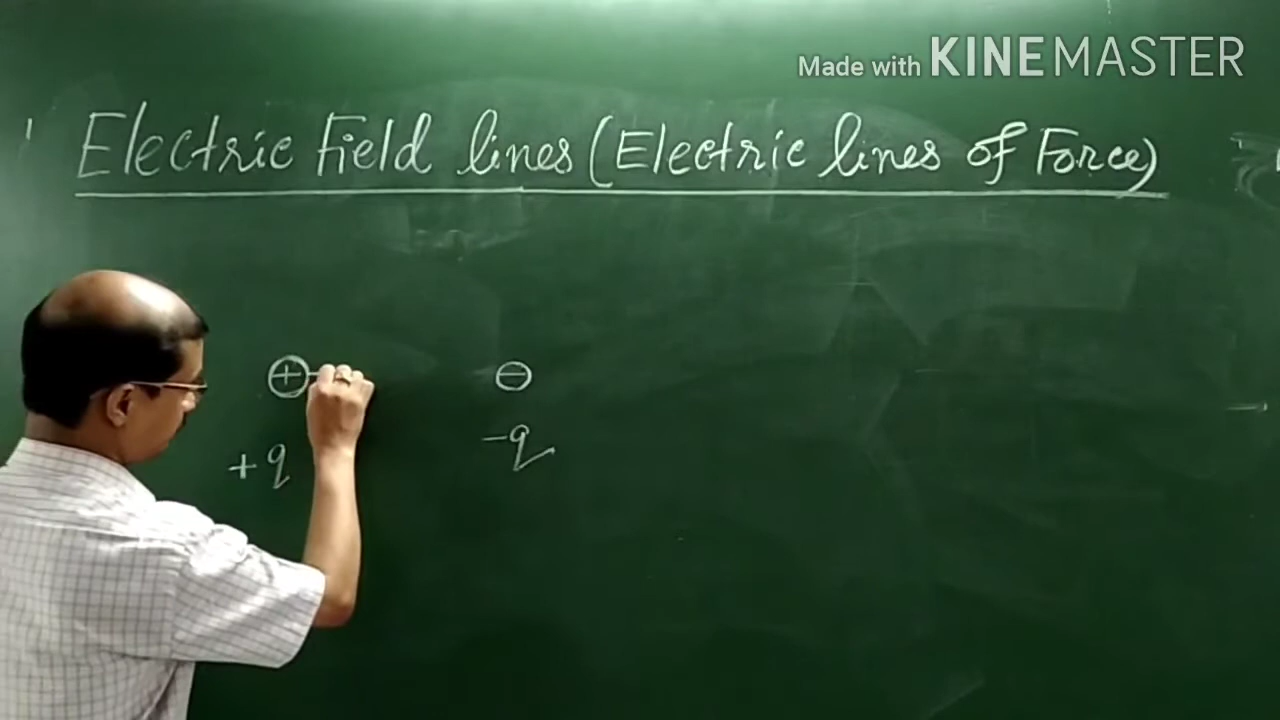 Made with KINEMASTER
Electric Field lines (Electric lines of Force)
+ -
+q -q